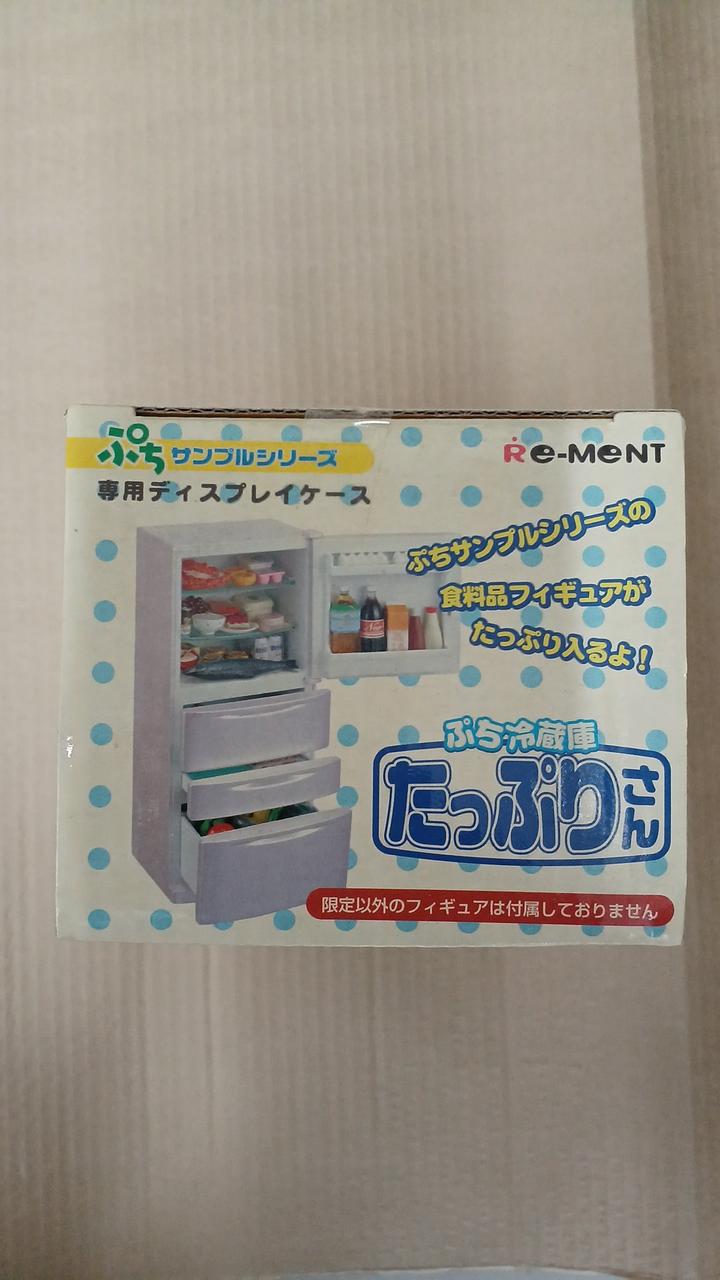 ぷちサンプルシリーズ
専用ディスプレイケース
Re-MeNT
ぷちサンプルシリーズの
食料品フィギュアが
たっぷり入るよ！
ぷち冷蔵庫
たっぷりさん
限定以外のフィギュアは付属しておりません